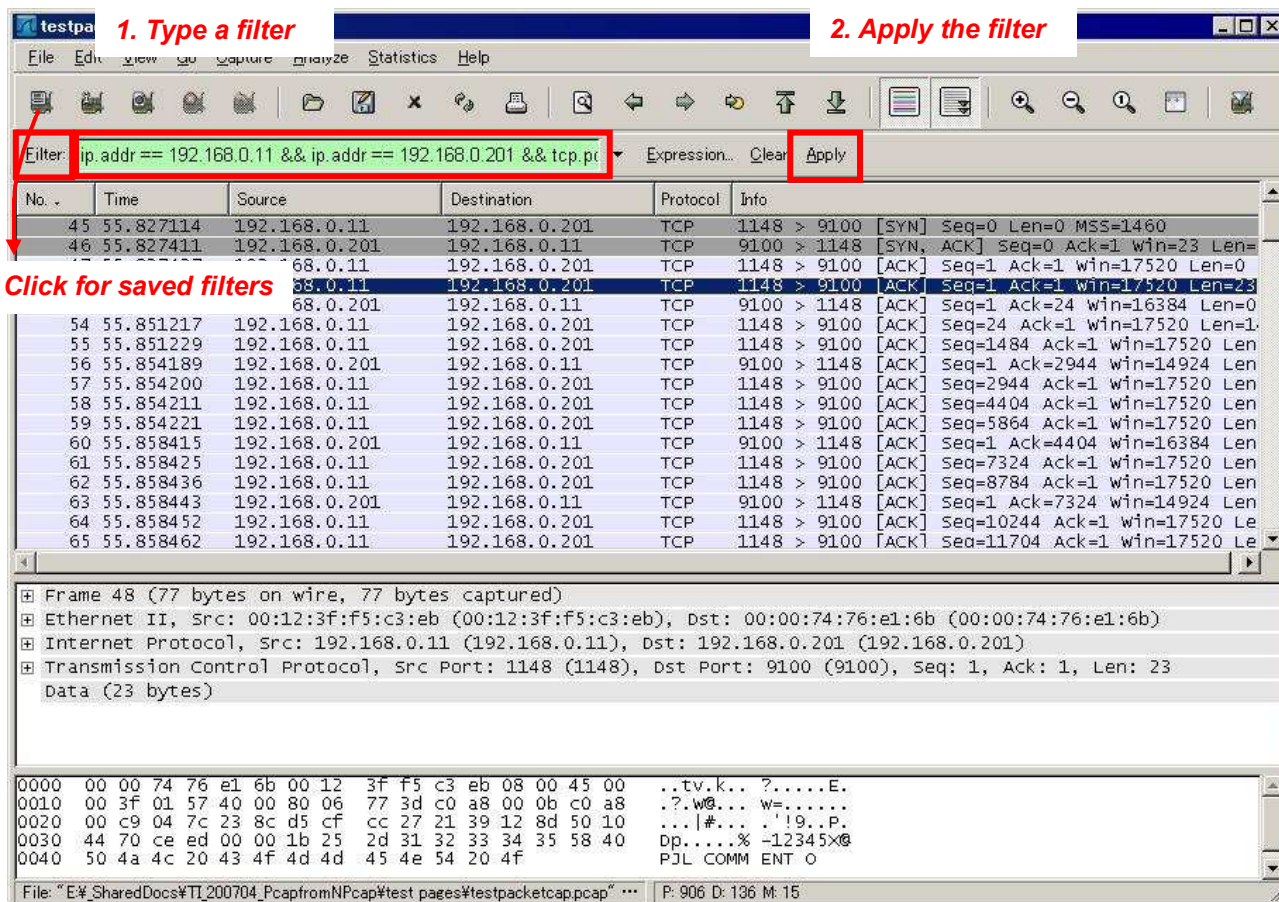 testpa
1. Type a filter
2. Apply the filter
File Edit View Go Capture Analyze Statistics Help
Filter: ip.addr == 192.168.0.11 && ip.addr == 192.168.0.201 && tcp.po Expression... Clear Apply
No. Time Source Destination Protocol Info
45 55.827114 192.168.0.11 192.168.0.201 TCP 1148 > 9100 [SYN] Seq=0 Len=0 MSS=1460
46 55.827411 192.168.0.201 192.168.0.11 TCP 9100 > 1148 [SYN, ACK] Seq=0 Ack=1 Win=23 Len=
192.168.0.201 TCP 1148 > 9100 [ACK] Seq=1 Ack=1 Win=17520 Len=0
Click for saved filters
68.0.11 192.168.0.201 TCP 1148 > 9100 [ACK] Seq=1 Ack=1 Win=17520 Len=23
68.0.201 192.168.0.11 TCP 9100 > 1148 [ACK] Seq=1 Ack=24 Win=16384 Len=0
54 55.851217 192.168.0.11 192.168.0.201 TCP 1148 > 9100 [ACK] Seq=24 Ack=1 Win=17520 Len=1
55 55.851229 192.168.0.11 192.168.0.201 TCP 1148 > 9100 [ACK] Seq=1484 Ack=1 Win=17520 Len
56 55.854189 192.168.0.201 192.168.0.11 TCP 9100 > 1148 [ACK] Seq=1 Ack=2944 Win=14924 Len
57 55.854200 192.168.0.11 192.168.0.201 TCP 1148 > 9100 [ACK] Seq=2944 Ack=1 Win=17520 Len
58 55.854211 192.168.0.11 192.168.0.201 TCP 1148 > 9100 [ACK] Seq=4404 Ack=1 Win=17520 Len
59 55.854221 192.168.0.11 192.168.0.201 TCP 1148 > 9100 [ACK] Seq=5864 Ack=1 Win=17520 Len
60 55.858415 192.168.0.201 192.168.0.11 TCP 9100 > 1148 [ACK] Seq=1 Ack=4404 Win=16384 Len
61 55.858425 192.168.0.11 192.168.0.201 TCP 1148 > 9100 [ACK] Seq=7324 Ack=1 Win=17520 Len
62 55.858436 192.168.0.11 192.168.0.201 TCP 1148 > 9100 [ACK] Seq=8784 Ack=1 Win=17520 Len
63 55.858443 192.168.0.201 192.168.0.11 TCP 9100 > 1148 [ACK] Seq=1 Ack=7324 Win=14924 Len
64 55.858452 192.168.0.11 192.168.0.201 TCP 1148 > 9100 [ACK] Seq=10244 Ack=1 Win=17520 Le
65 55.858462 192.168.0.11 192.168.0.201 TCP 1148 > 9100 [ACK] Seq=11704 Ack=1 Win=17520 Le
Frame 48 (77 bytes on wire, 77 bytes captured)
Ethernet II, Src: 00:12:3f:f5:c3:eb (00:12:3f:f5:c3:eb), Dst: 00:00:74:76:e1:6b (00:00:74:76:e1:6b)
Internet Protocol, Src: 192.168.0.11 (192.168.0.11), Dst: 192.168.0.201 (192.168.0.201)
Transmission Control Protocol, Src Port: 1148 (1148), Dst Port: 9100 (9100), Seq: 1, Ack: 1, Len: 23
Data (23 bytes)
0000 00 00 74 76 e1 6b 00 12 3f f5 c3 eb 08 00 45 00 ..tv.k.. ?.....E.
0010 00 3f 01 57 40 00 80 06 77 3d c0 a8 00 0b c0 a8 .?.W@... w=......
0020 00 c9 04 7c 23 8c d5 cf cc 27 21 39 12 8d 50 10 ...|#... .'!9..P.
0030 44 70 ce ed 00 00 1b 25 2d 31 32 33 34 35 58 40 Dp.....% -12345X@
0040 50 4a 4c 20 43 4f 4d 4d 45 4e 54 20 4f PJL COMM ENT O
File: "E:¥_SharedDocs¥TI_200704_PcapfromNPcap¥test pages¥testpacketcap.pcap" ... P: 906 D: 136 M: 15